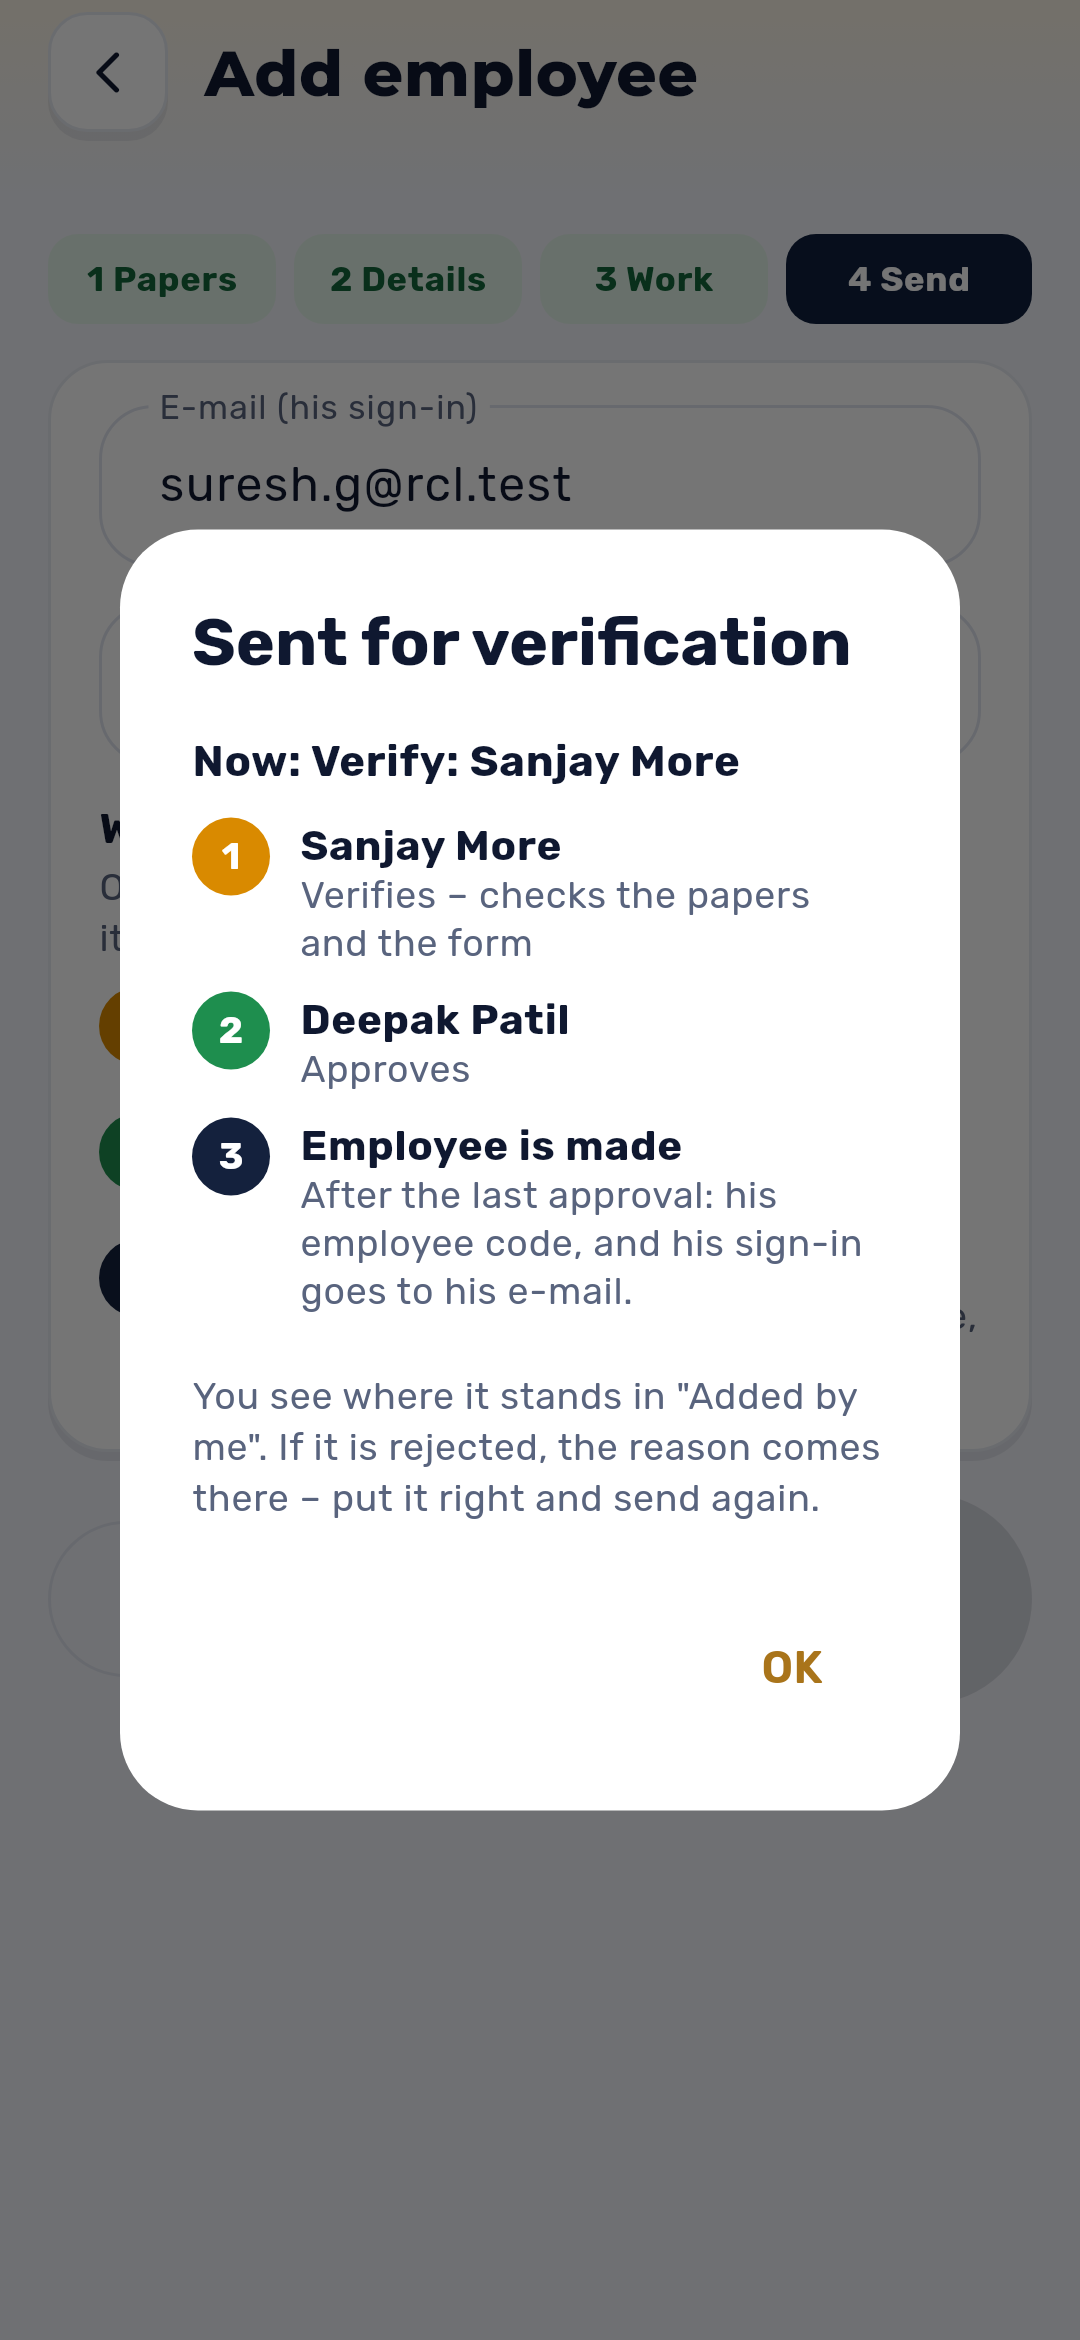 Add employee
1 Papers
2 Details
3 Work
4 Send
E-mail (his sign-in)
suresh.g@rcl.test
Sent for verification
Now: Verify: Sanjay More
1
Sanjay More
Verifies – checks the papers
and the form
2
Deepak Patil
Approves
3
Employee is made
After the last approval: his
employee code, and his sign-in
goes to his e-mail.
You see where it stands in "Added by
me". If it is rejected, the reason comes
there – put it right and send again.
OK